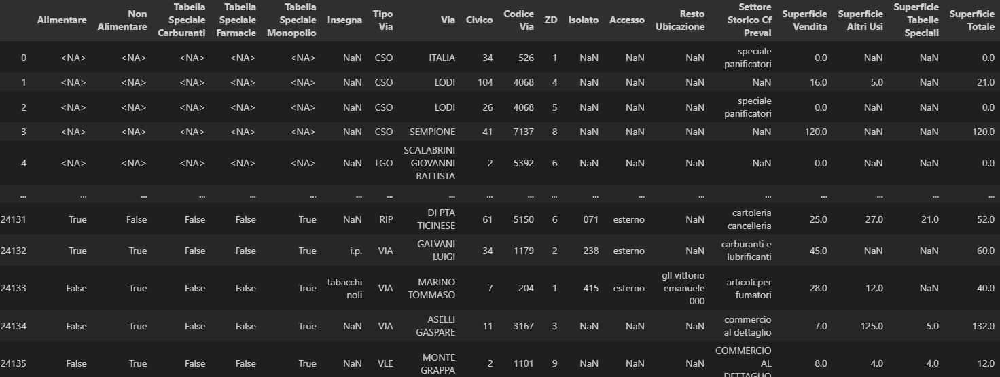 Alimentare Non Alimentare Tabella Speciale Carburanti Tabella Speciale Farmacie Tabella Speciale Monopolio Insegna Tipo Via Via Civico Codice Via ZD Isolato Accesso Resto Ubicazione Settore Storico Cf Preval Superficie Vendita Superficie Altri Usi Superficie Tabelle Speciali Superficie Totale
0 <NA> <NA> <NA> <NA> <NA> NaN CSO ITALIA 34 526 1 NaN NaN NaN speciale panificatori 0.0 NaN NaN 0.0
1 <NA> <NA> <NA> <NA> <NA> NaN CSO LODI 104 4068 4 NaN NaN NaN NaN 16.0 5.0 NaN 21.0
2 <NA> <NA> <NA> <NA> <NA> NaN CSO LODI 26 4068 5 NaN NaN NaN speciale panificatori 0.0 NaN NaN 0.0
3 <NA> <NA> <NA> <NA> <NA> NaN CSO SEMPIONE 41 7137 8 NaN NaN NaN NaN 120.0 NaN NaN 120.0
4 <NA> <NA> <NA> <NA> <NA> NaN LGO SCALABRINI GIOVANNI BATTISTA 2 5392 6 NaN NaN NaN NaN 0.0 NaN NaN 0.0
... ... ... ... ... ... ... ... ... ... ... ... ... ... ... ... ... ... ... ...
24131 True False False False True NaN RIP DI PTA TICINESE 61 5150 6 071 esterno NaN cartoleria cancelleria 25.0 27.0 21.0 52.0
24132 True True False False True i.p. VIA GALVANI LUIGI 34 1179 2 238 esterno NaN carburanti e lubrificanti 45.0 NaN NaN 60.0
24133 False True False False True tabacchi noli VIA MARINO TOMMASO 7 204 1 415 esterno gll vittorio emanuele 000 articoli per fumatori 28.0 12.0 NaN 40.0
24134 False True False False True NaN VIA ASELLI GASPARE 11 3167 3 NaN NaN NaN commercio al dettaglio 7.0 125.0 5.0 132.0
24135 False True False False True NaN VLE MONTE GRAPPA 2 1101 9 NaN NaN NaN COMMERCIO AL DETTAGLIO 8.0 4.0 4.0 12.0